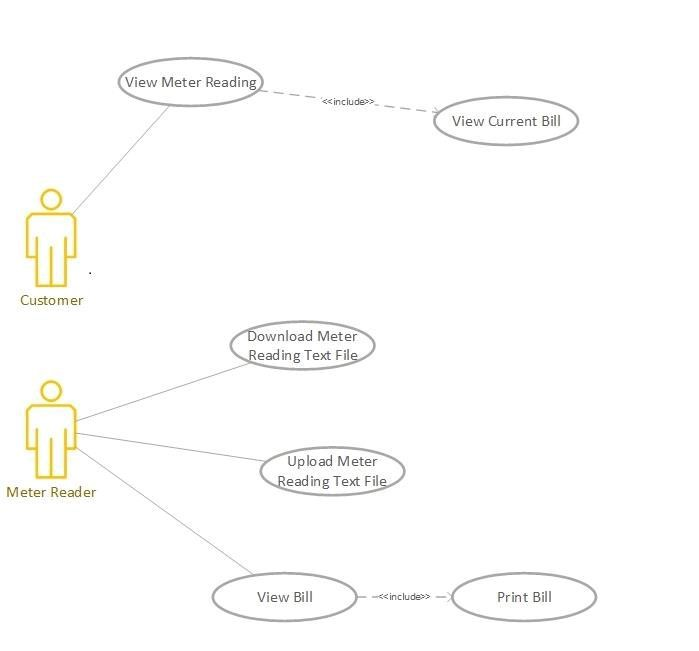 View Meter Reading
<<include>>
View Current Bill
Customer
Download Meter
Reading Text File
Upload Meter
Reading Text File
Meter Reader
View Bill
<<include>>
Print Bill